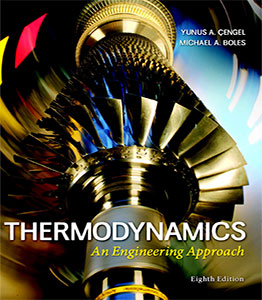 YUNUS A. ÇENGEL
MICHAEL A. BOLES
THERMODYNAMICS
An Engineering Approach
Eighth Edition